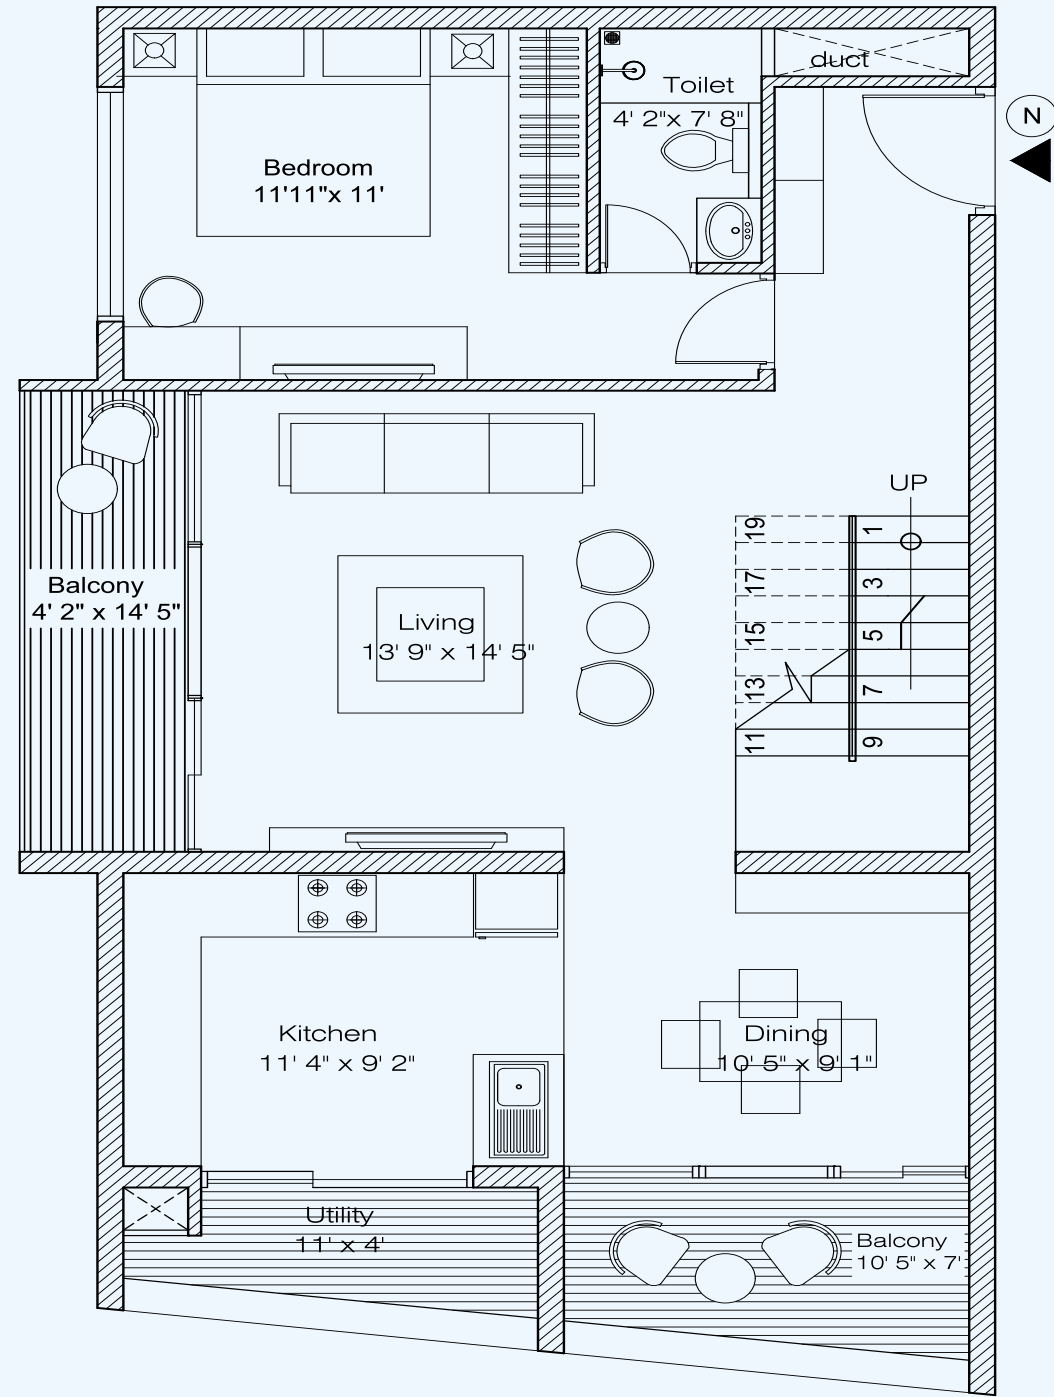 duct
Toilet
4' 2"x 7' 8"
N
Bedroom
11'11"x 11'
UP
19
1
17
3
15
5
13
7
11
9
Balcony
4' 2" x 14' 5"
Living
13' 9" x 14' 5"
Kitchen
11' 4" x 9' 2"
Dining
10' 5" x 9' 1"
Utility
11' x 4'
Balcony
10' 5" x 7'